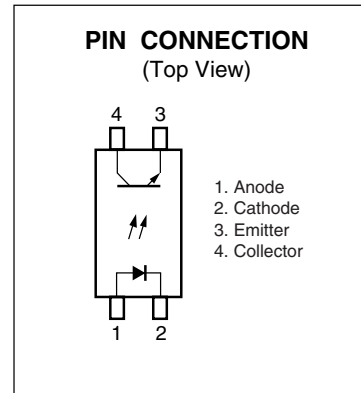 PIN CONNECTION
(Top View)
4 3
1. Anode
2. Cathode
3. Emitter
4. Collector
1 2